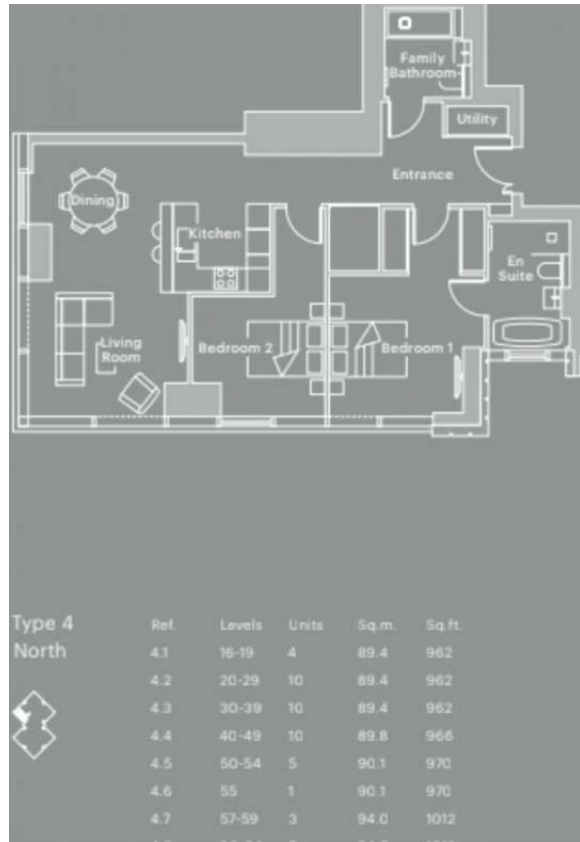 Family
Bathroom
Utility
Entrance
Dining
Kitchen
En
Suite
Living
Room
Bedroom 2
Bedroom 1
Type 4
North
Ref. Levels Units Sq.m. Sq.ft.
4.1 16-19 4 89.4 962
4.2 20-29 10 89.4 962
4.3 30-39 10 89.4 962
4.4 40-49 10 89.8 966
4.5 50-54 5 90.1 970
4.6 55 1 90.1 970
4.7 57-59 3 94.0 1012